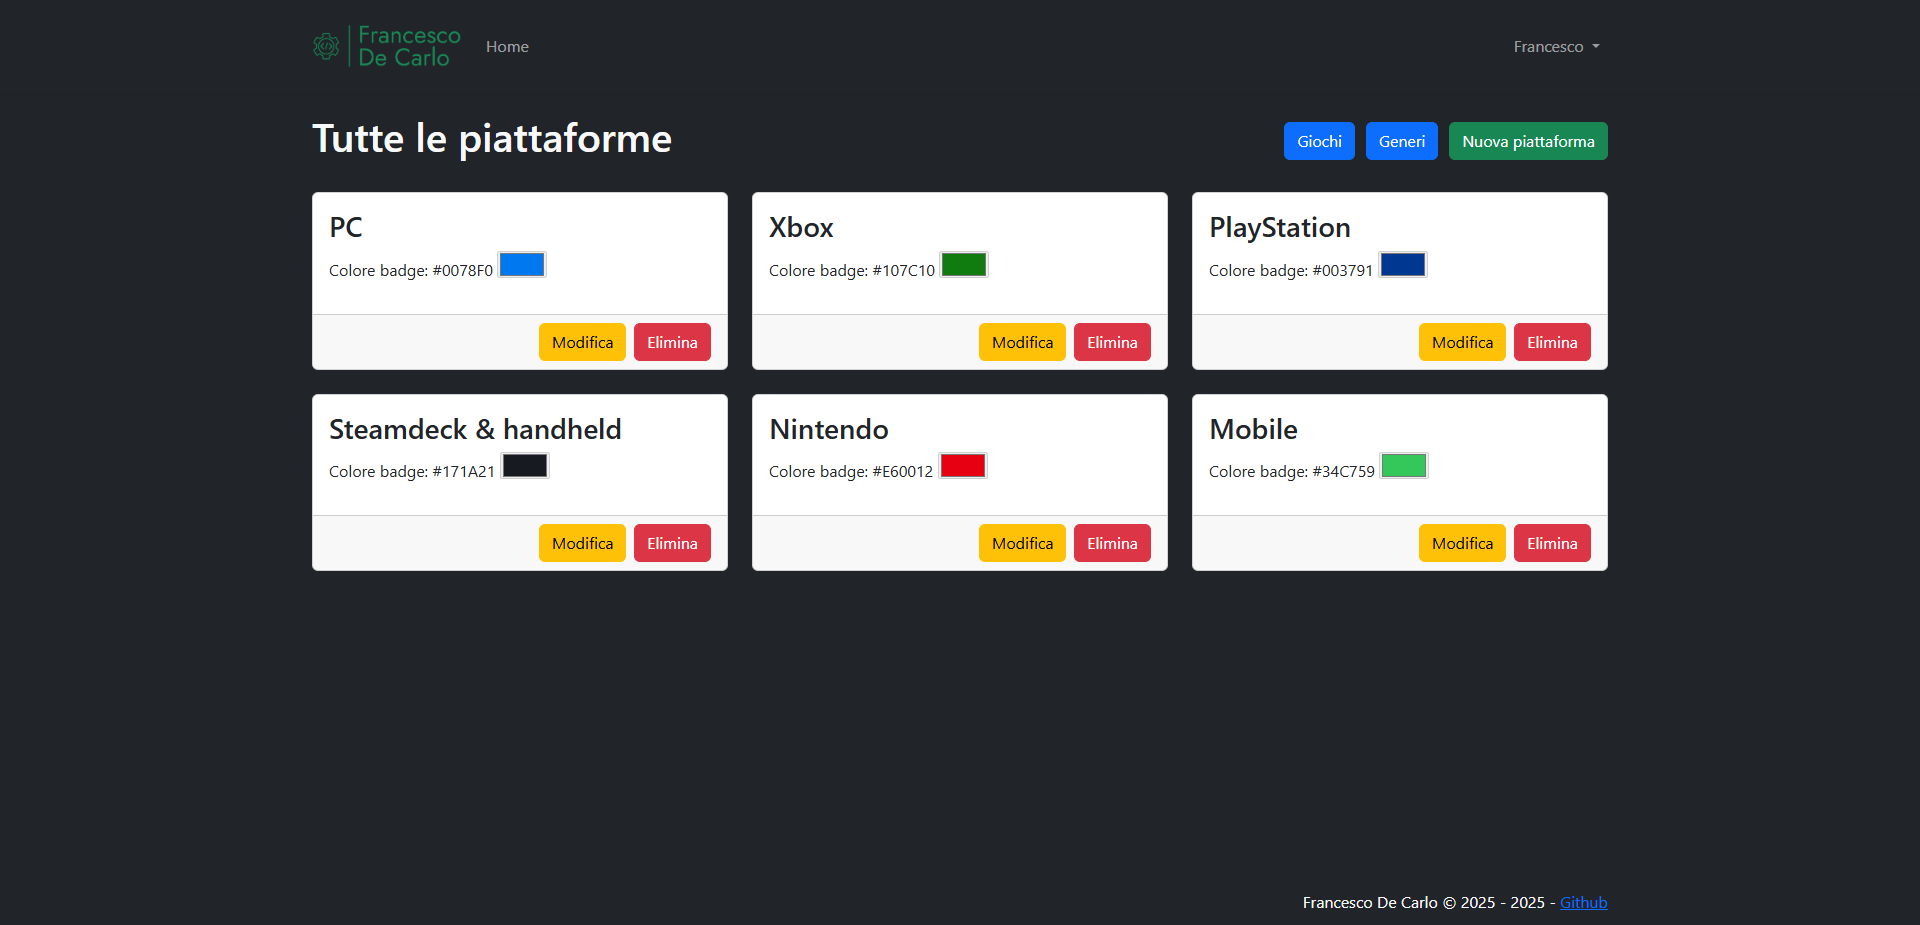 Francesco
De Carlo
Home
Francesco
Tutte le piattaforme
Giochi
Generi
Nuova piattaforma
PC
Colore badge: #0078F0
Modifica
Elimina
Xbox
Colore badge: #107C10
Modifica
Elimina
PlayStation
Colore badge: #003791
Modifica
Elimina
Steamdeck & handheld
Colore badge: #171A21
Modifica
Elimina
Nintendo
Colore badge: #E60012
Modifica
Elimina
Mobile
Colore badge: #34C759
Modifica
Elimina
Francesco De Carlo © 2025 - 2025 - Github